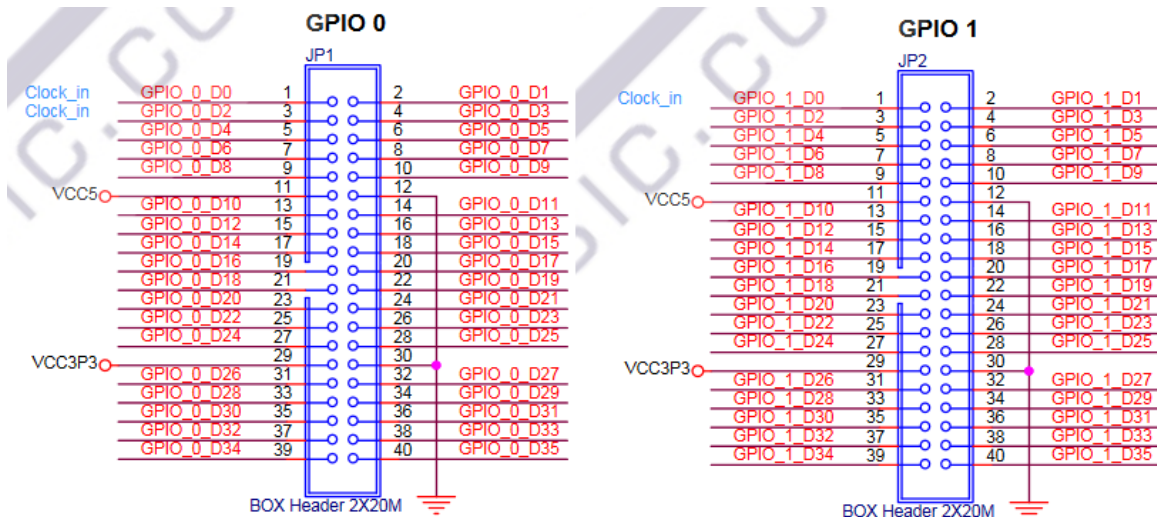 GPIO 0
JP1
Clock_in GPIO_0_D0 1 2 GPIO_0_D1
Clock_in GPIO_0_D2 3 4 GPIO_0_D3
GPIO_0_D4 5 6 GPIO_0_D5
GPIO_0_D6 7 8 GPIO_0_D7
GPIO_0_D8 9 10 GPIO_0_D9
VCC5 11 12
GPIO_0_D10 13 14 GPIO_0_D11
GPIO_0_D12 15 16 GPIO_0_D13
GPIO_0_D14 17 18 GPIO_0_D15
GPIO_0_D16 19 20 GPIO_0_D17
GPIO_0_D18 21 22 GPIO_0_D19
GPIO_0_D20 23 24 GPIO_0_D21
GPIO_0_D22 25 26 GPIO_0_D23
GPIO_0_D24 27 28 GPIO_0_D25
VCC3P3 29 30
GPIO_0_D26 31 32 GPIO_0_D27
GPIO_0_D28 33 34 GPIO_0_D29
GPIO_0_D30 35 36 GPIO_0_D31
GPIO_0_D32 37 38 GPIO_0_D33
GPIO_0_D34 39 40 GPIO_0_D35
BOX Header 2X20M
GPIO 1
JP2
Clock_in GPIO_1_D0 1 2 GPIO_1_D1
GPIO_1_D2 3 4 GPIO_1_D3
GPIO_1_D4 5 6 GPIO_1_D5
GPIO_1_D6 7 8 GPIO_1_D7
GPIO_1_D8 9 10 GPIO_1_D9
VCC5 11 12
GPIO_1_D10 13 14 GPIO_1_D11
GPIO_1_D12 15 16 GPIO_1_D13
GPIO_1_D14 17 18 GPIO_1_D15
GPIO_1_D16 19 20 GPIO_1_D17
GPIO_1_D18 21 22 GPIO_1_D19
GPIO_1_D20 23 24 GPIO_1_D21
GPIO_1_D22 25 26 GPIO_1_D23
GPIO_1_D24 27 28 GPIO_1_D25
VCC3P3 29 30
GPIO_1_D26 31 32 GPIO_1_D27
GPIO_1_D28 33 34 GPIO_1_D29
GPIO_1_D30 35 36 GPIO_1_D31
GPIO_1_D32 37 38 GPIO_1_D33
GPIO_1_D34 39 40 GPIO_1_D35
BOX Header 2X20M